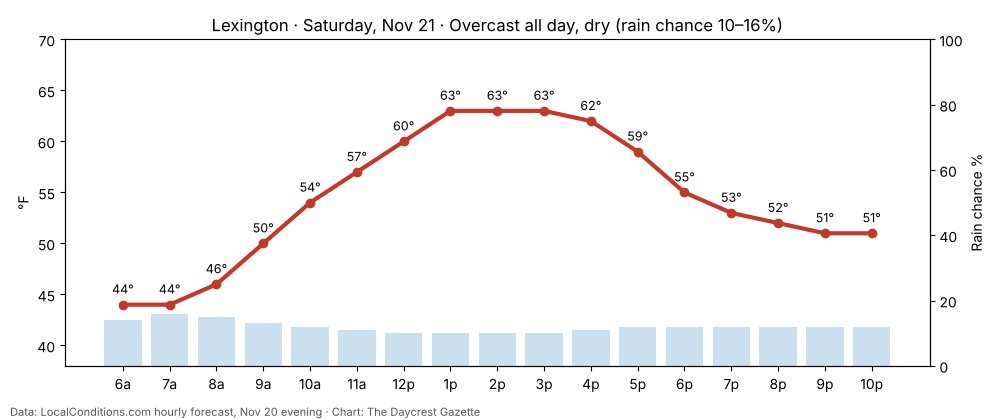 Lexington · Saturday, Nov 21 · Overcast all day, dry (rain chance 10–16%)
70
65
60
55
50
45
40
°F
44° 44° 46° 50° 54° 57° 60° 63° 63° 63° 62° 59° 55° 53° 52° 51° 51°
100
80
60
40
20
0
Rain chance %
6a 7a 8a 9a 10a 11a 12p 1p 2p 3p 4p 5p 6p 7p 8p 9p 10p
Data: LocalConditions.com hourly forecast, Nov 20 evening · Chart: The Daycrest Gazette